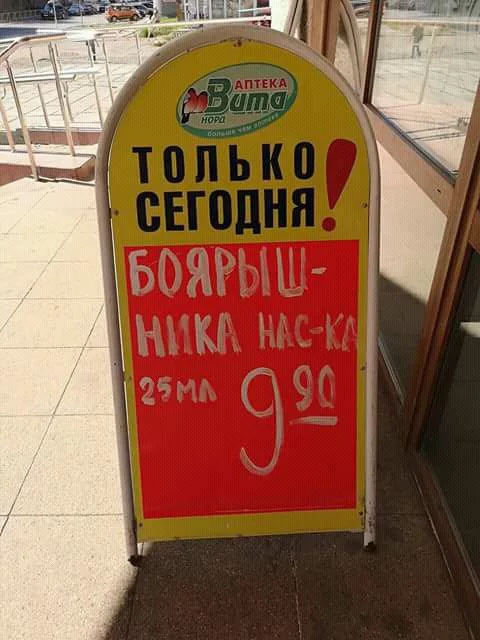 АПТЕКА
Вита
НОРД
больше чем аптека
ТОЛЬКО
СЕГОДНЯ!
БОЯРЫШ-
НИКА НАС-КА
25МЛ 9 90